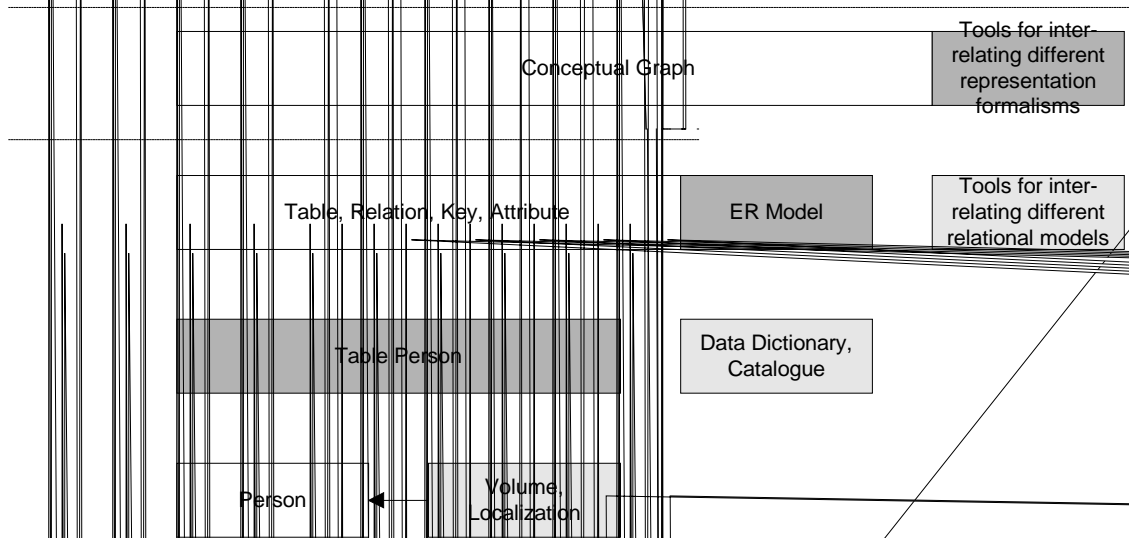 Conceptual Graph
Tools for inter-
relating different
representation
formalisms
Table, Relation, Key, Attribute
ER Model
Tools for inter-
relating different
relational models
Table Person
Data Dictionary,
Catalogue
Person
Volume,
Localization